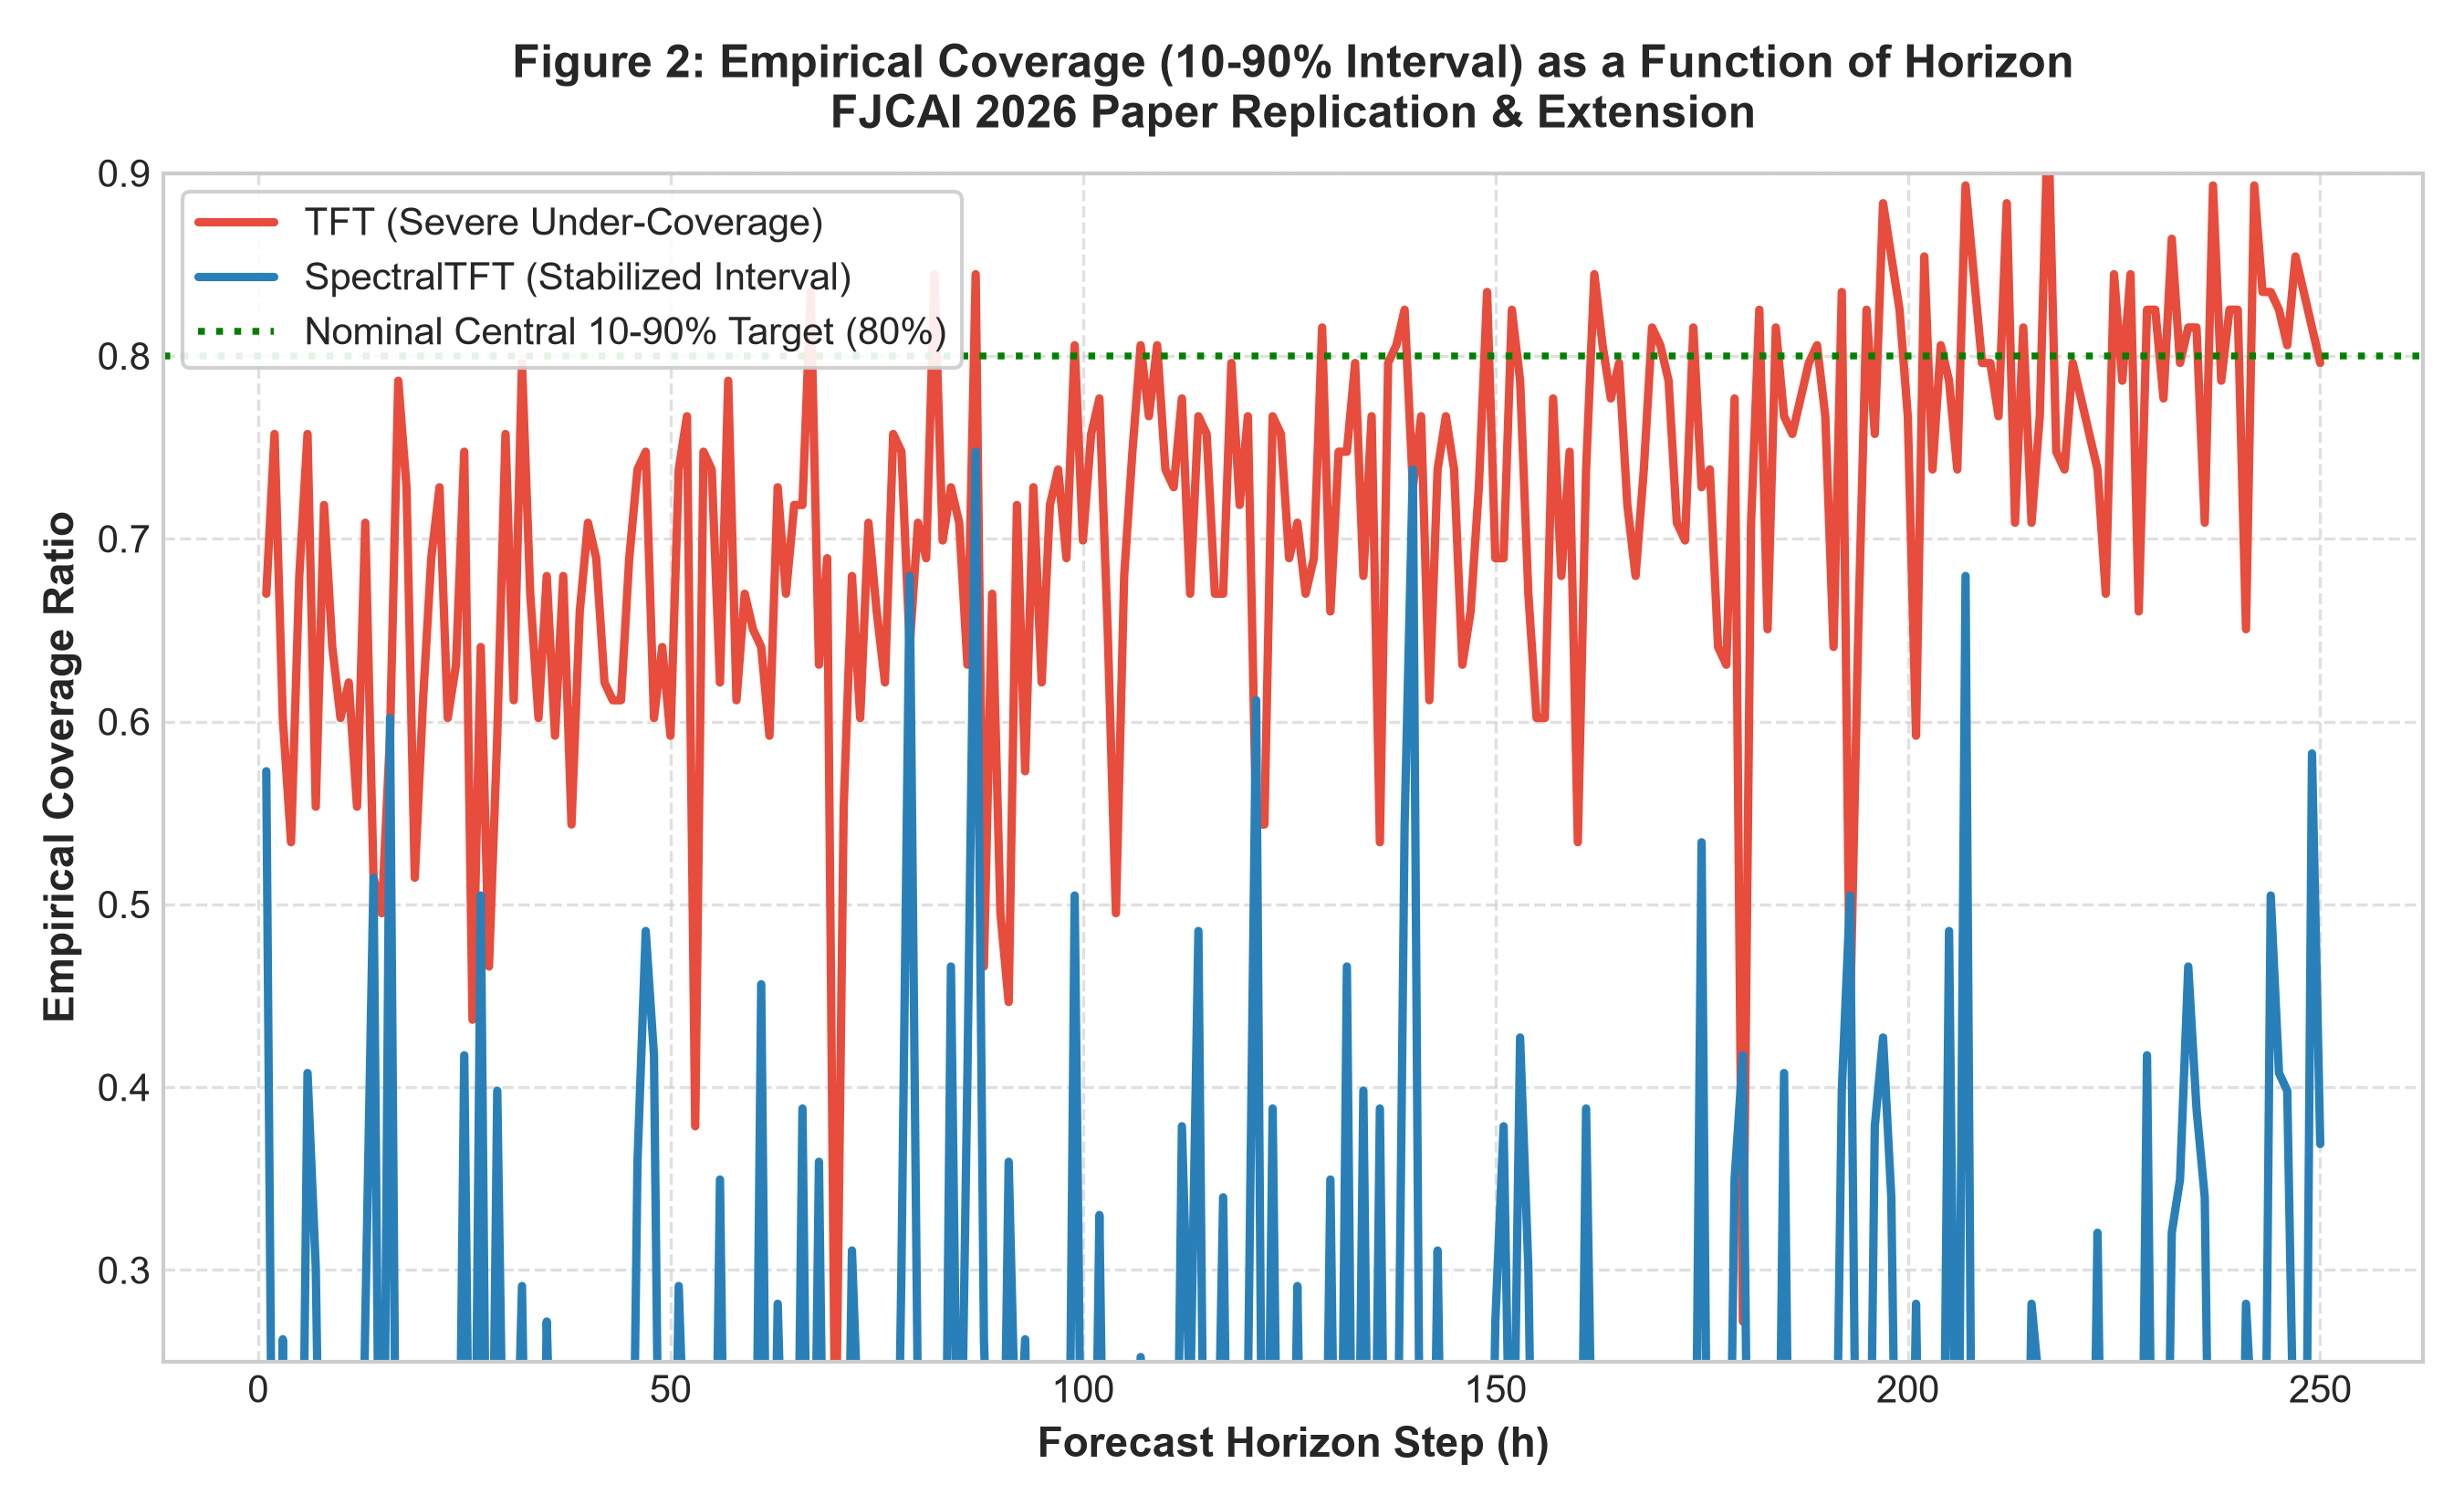 Figure 2: Empirical Coverage (10-90% Interval) as a Function of Horizon
FJCAI 2026 Paper Replication & Extension
TFT (Severe Under-Coverage)
SpectralTFT (Stabilized Interval)
Nominal Central 10-90% Target (80%)
Empirical Coverage Ratio
0.9
0.8
0.7
0.6
0.5
0.4
0.3
0
50
100
150
200
250
Forecast Horizon Step (h)